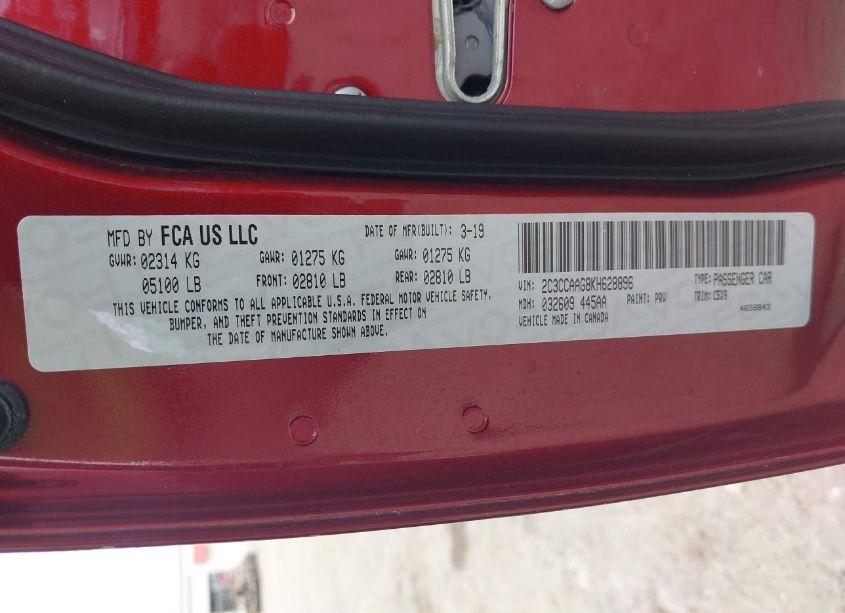 MFD BY FCA US LLC DATE OF MFR(BUILT): 3-19
GVWR: 02314 KG GAWR: 01275 KG GAWR: 01275 KG
05100 LB FRONT: 02810 LB REAR: 02810 LB
THIS VEHICLE CONFORMS TO ALL APPLICABLE U.S.A. FEDERAL MOTOR VEHICLE SAFETY,
BUMPER, AND THEFT PREVENTION STANDARDS IN EFFECT ON
THE DATE OF MANUFACTURE SHOWN ABOVE.
VIN: 2C3CCAAG8KH628896 TYPE: PASSENGER CAR
MDH: 032609 445AA PAINT: PRV TRIM: CSX9
VEHICLE MADE IN CANADA 4658843